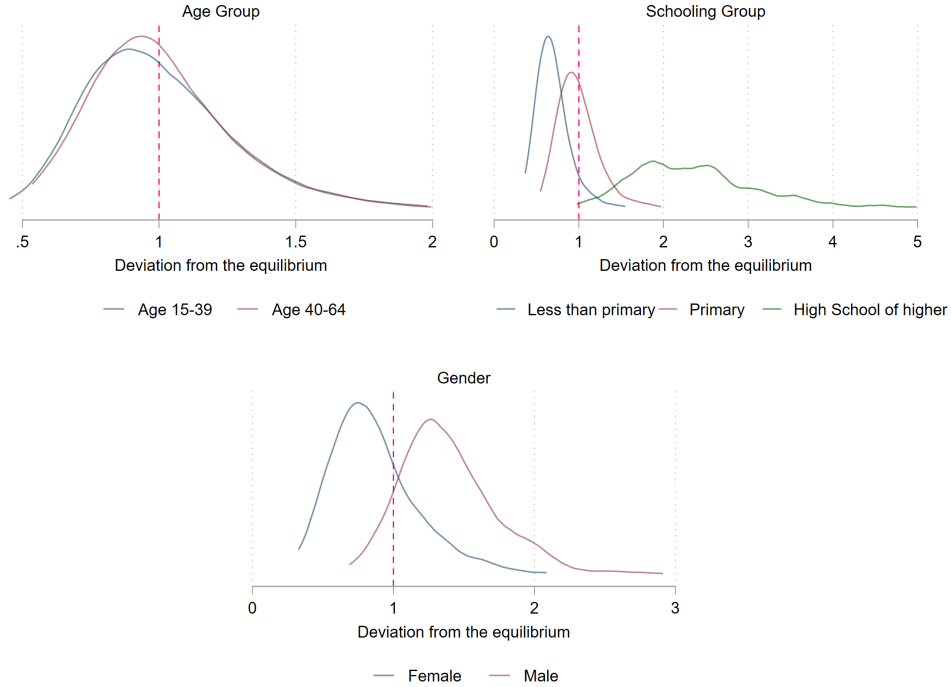 Age Group
Schooling Group
.5 1 1.5 2
0 1 2 3 4 5
Deviation from the equilibrium
Deviation from the equilibrium
Age 15-39 Age 40-64
Less than primary Primary High School of higher
Gender
0 1 2 3
Deviation from the equilibrium
Female Male